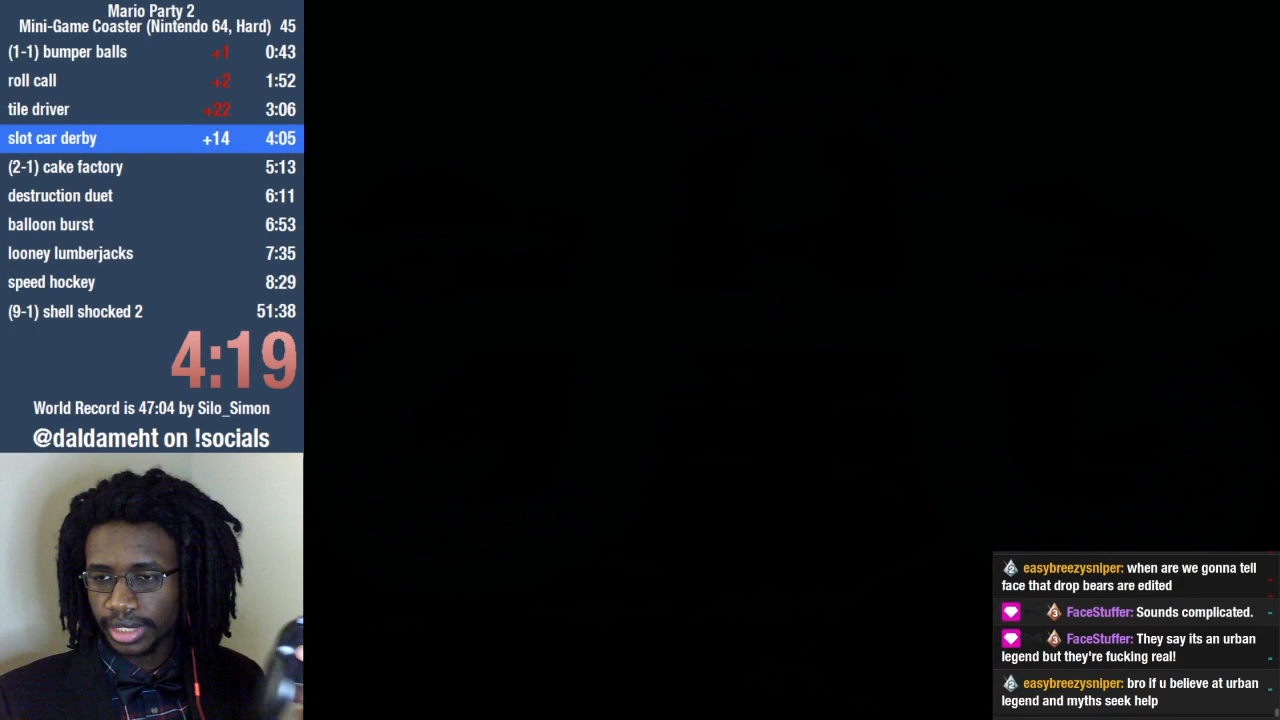 Mario Party 2
Mini-Game Coaster (Nintendo 64, Hard) 45
(1-1) bumper balls +1 0:43
roll call +2 1:52
tile driver +22 3:06
slot car derby +14 4:05
(2-1) cake factory 5:13
destruction duet 6:11
balloon burst 6:53
looney lumberjacks 7:35
speed hockey 8:29
(9-1) shell shocked 2 51:38
4:19
World Record is 47:04 by Silo_Simon
@daldameht on !socials
2 easybreezysniper: when are we gonna tell
face that drop bears are edited
3 FaceStuffer: Sounds complicated.
3 FaceStuffer: They say its an urban
legend but they're fucking real!
2 easybreezysniper: bro if u believe at urban
legend and myths seek help